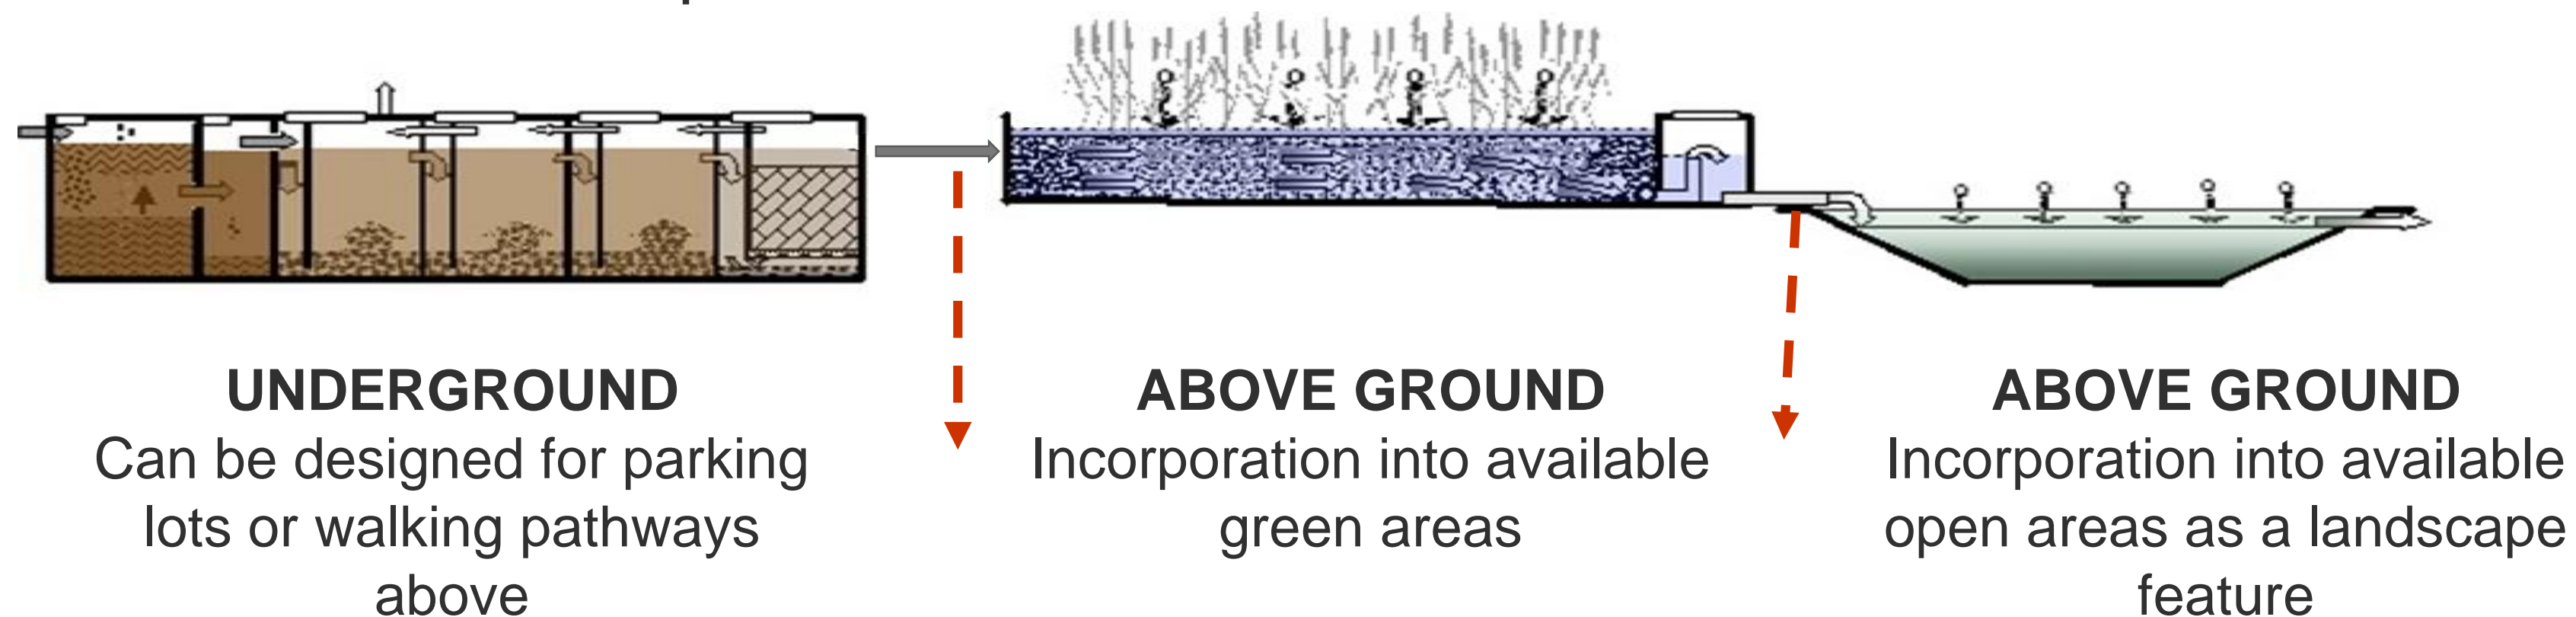 UNDERGROUND
Can be designed for parking
lots or walking pathways
above
ABOVE GROUND
Incorporation into available
green areas
ABOVE GROUND
Incorporation into available
open areas as a landscape
feature